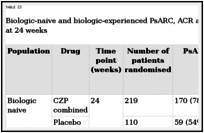 TABLE 23
Biologic-naive and biologic-experienced PsARC, ACR a
at 24 weeks
Population Drug Time point (weeks) Number of patients randomised PsA
Biologic naive CZP combined 24 219 170 (78
Placebo 110 59 (54%